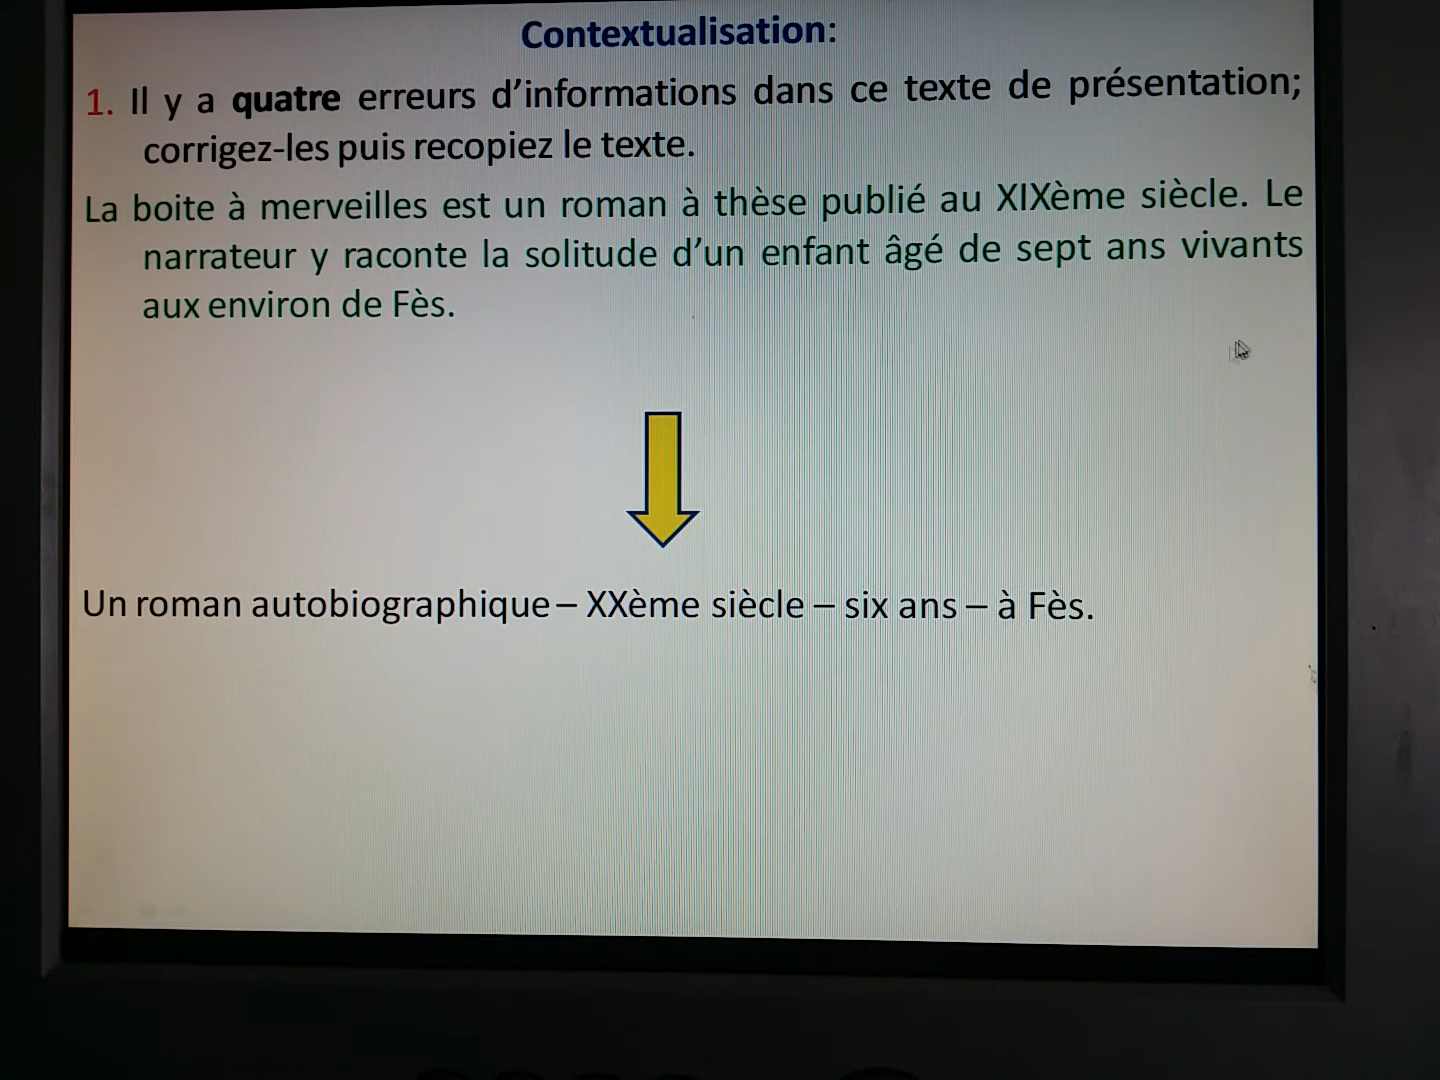 Contextualisation:
1. Il y a quatre erreurs d’informations dans ce texte de présentation;
corrigez-les puis recopiez le texte.
La boite à merveilles est un roman à thèse publié au XIXème siècle. Le
narrateur y raconte la solitude d’un enfant âgé de sept ans vivants
aux environ de Fès.
Un roman autobiographique – XXème siècle – six ans – à Fès.